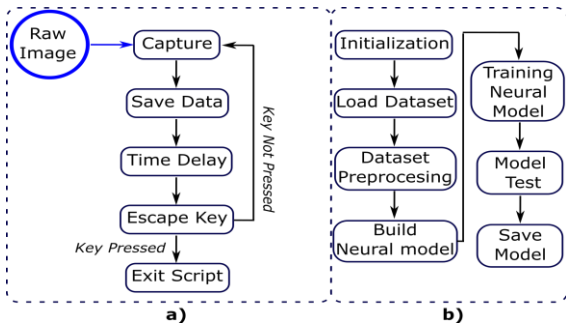 Raw
Image
Capture
Save Data
Time Delay
Escape Key
Key Not Pressed
Key Pressed
Exit Script
a)
Initialization
Load Dataset
Dataset
Preprocesing
Build
Neural model
Training
Neural
Model
Model
Test
Save
Model
b)